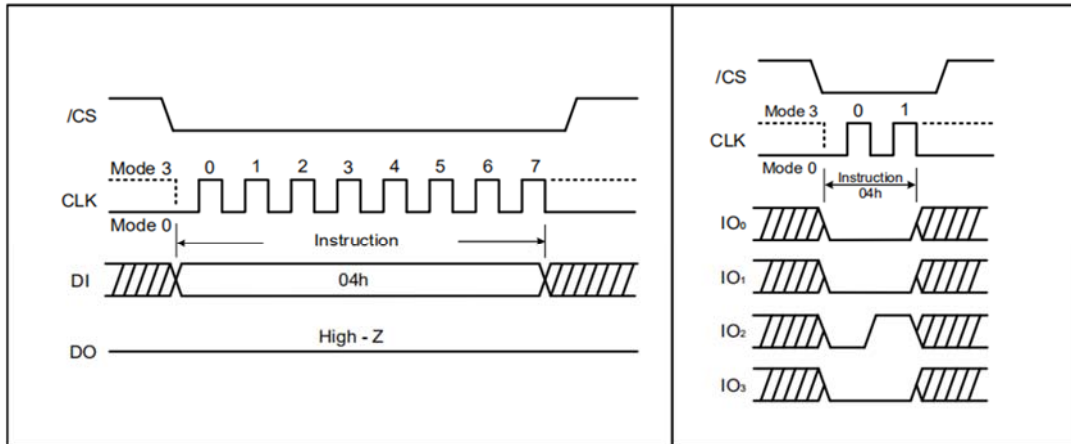 /CS
Mode 3 0 1 2 3 4 5 6 7
CLK
Mode 0
Instruction
DI 04h
High - Z
DO
/CS
Mode 3 0 1
CLK
Mode 0
Instruction
04h
IO₀
IO₁
IO₂
IO₃